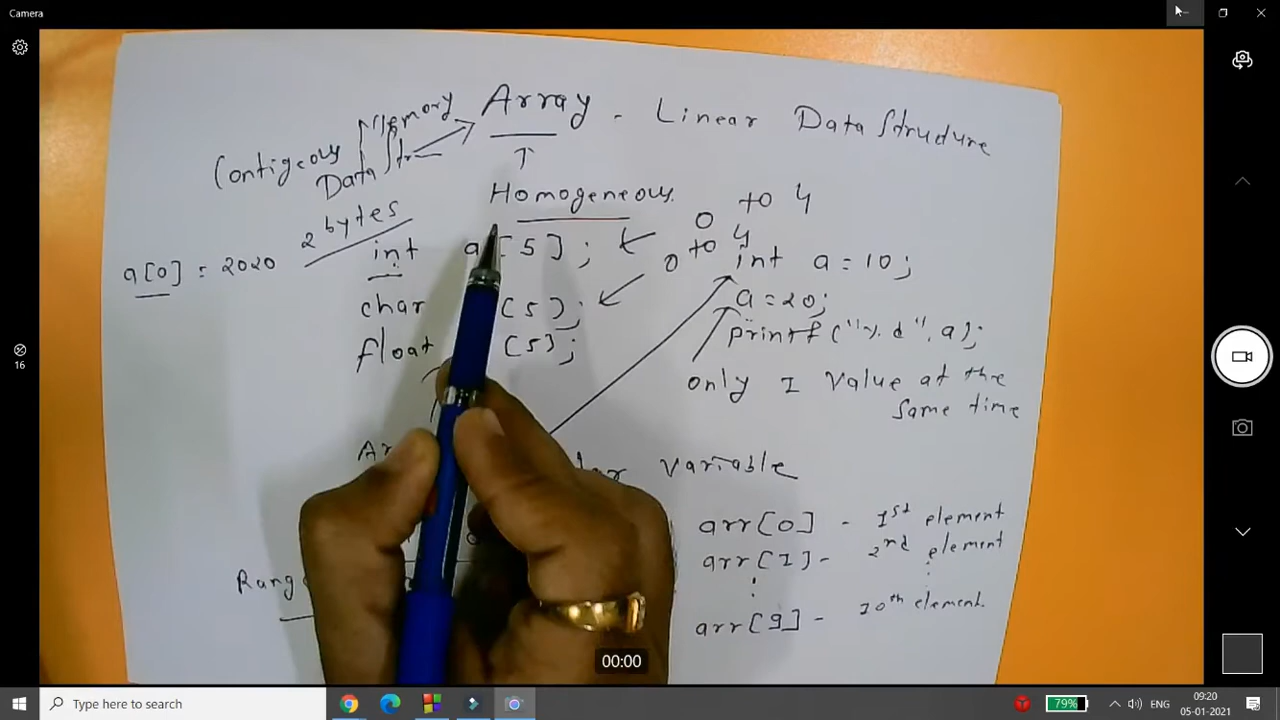 Camera
Array - Linear Data Structure
Contigeous Memory
Data Str
Homogeneous.
0 to 4
2 bytes
int a[5];
0 to 4
a[0] = 2020
int a = 10;
char [5];
a = 20;
float [5];
printf ("%d", a);
only 1 Value at the
same time
Variable
arr[0] - 1st element
arr[1] - 2nd element
arr[9] - 10th element.
Rang
00:00
16
Type here to search
79%
ENG
09:20
05-01-2021